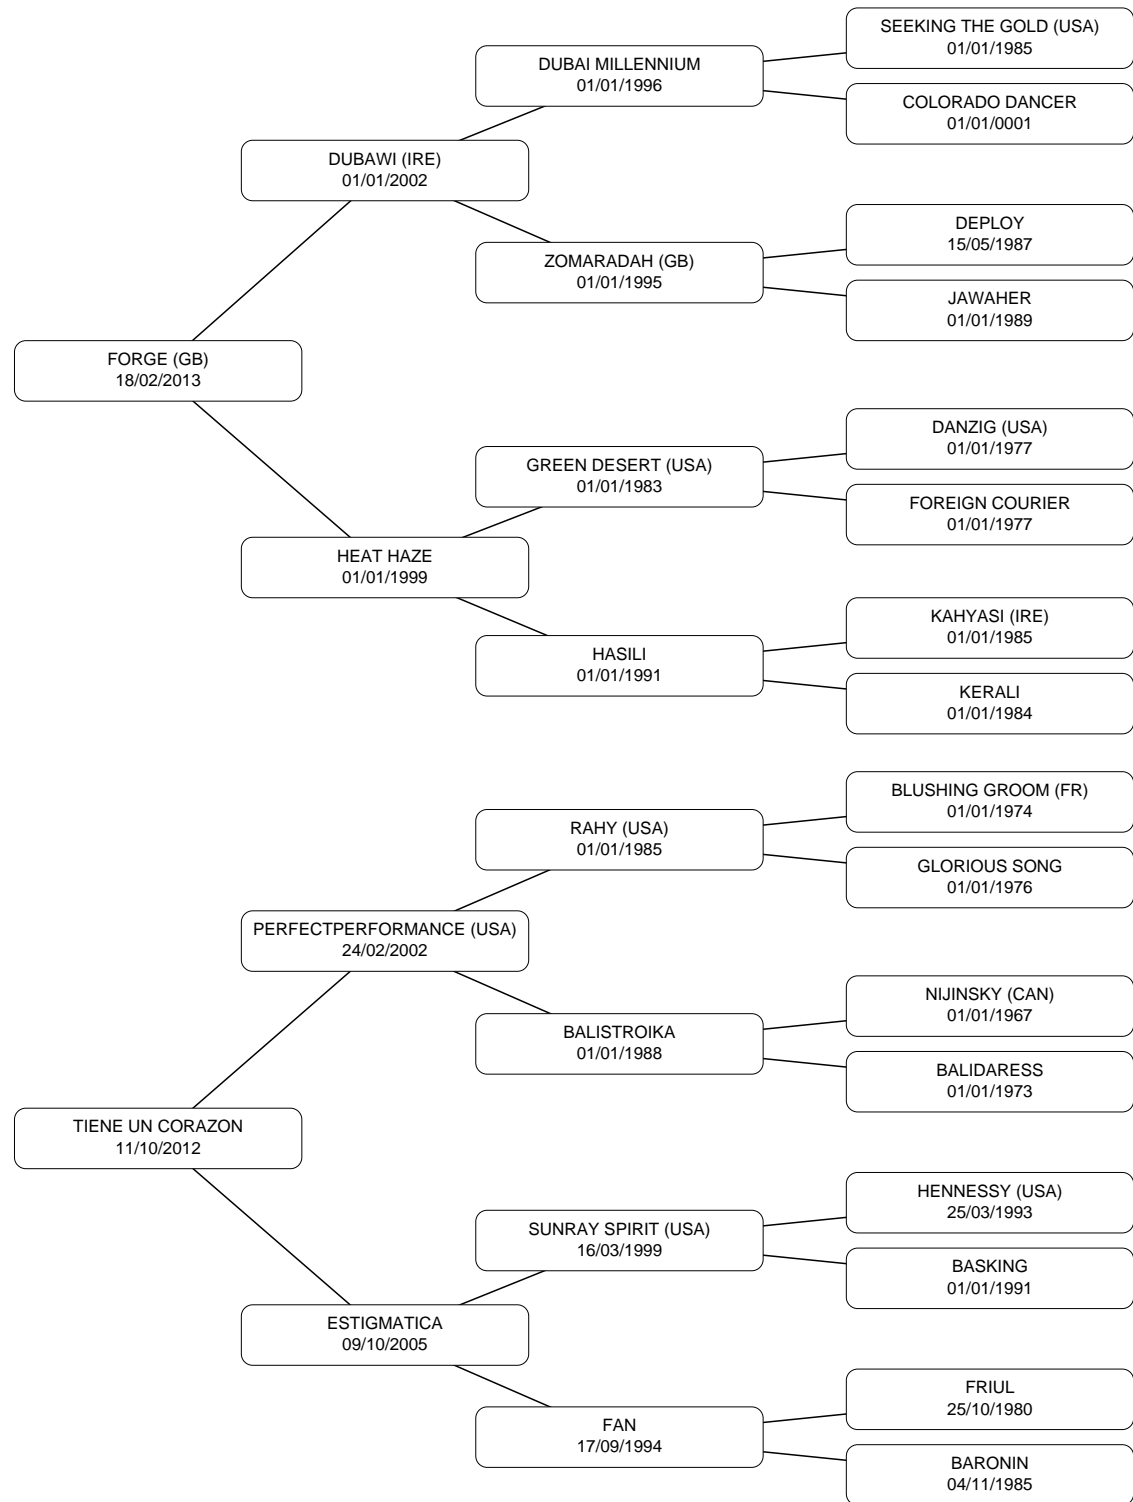 SEEKING THE GOLD (USA)
01/01/1985
DUBAI MILLENNIUM
01/01/1996
COLORADO DANCER
01/01/0001
DUBAWI (IRE)
01/01/2002
DEPLOY
15/05/1987
ZOMARADAH (GB)
01/01/1995
JAWAHER
01/01/1989
FORGE (GB)
18/02/2013
DANZIG (USA)
01/01/1977
GREEN DESERT (USA)
01/01/1983
FOREIGN COURIER
01/01/1977
HEAT HAZE
01/01/1999
KAHYASI (IRE)
01/01/1985
HASILI
01/01/1991
KERALI
01/01/1984
BLUSHING GROOM (FR)
01/01/1974
RAHY (USA)
01/01/1985
GLORIOUS SONG
01/01/1976
PERFECTPERFORMANCE (USA)
24/02/2002
NIJINSKY (CAN)
01/01/1967
BALISTROIKA
01/01/1988
BALIDARESS
01/01/1973
TIENE UN CORAZON
11/10/2012
HENNESSY (USA)
25/03/1993
SUNRAY SPIRIT (USA)
16/03/1999
BASKING
01/01/1991
ESTIGMATICA
09/10/2005
FRIUL
25/10/1980
FAN
17/09/1994
BARONIN
04/11/1985